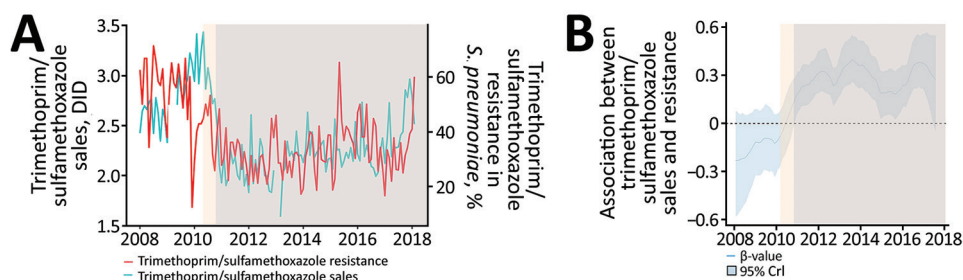 A
Trimethoprim/
sulfamethoxazole
sales, DID
3.5
3.0
2.5
2.0
1.5
60
40
20
Trimethoprim/
sulfamethoxazole
resistance in
S. pneumoniae, %
2008 2010 2012 2014 2016 2018
Trimethoprim/sulfamethoxazole resistance
Trimethoprim/sulfamethoxazole sales
B
Association between
trimethoprim/
sulfamethoxazole
sales and resistance
0.6
0.3
0
−0.3
−0.6
2008 2010 2012 2014 2016 2018
β-value
95% CrI